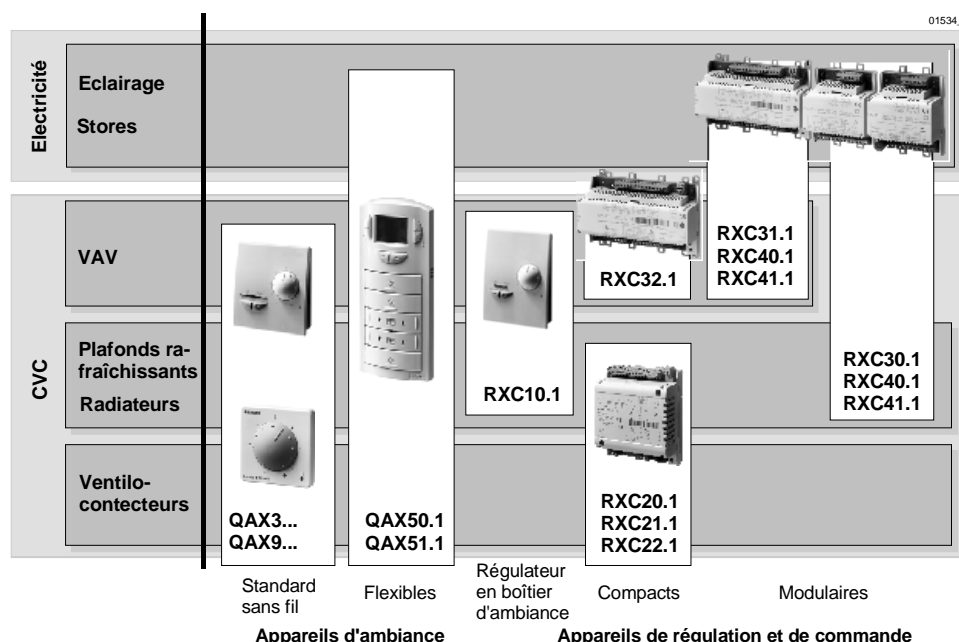 01534_
Electricité
Eclairage
Stores
CVC
VAV
Plafonds ra-
fraîchissants
Radiateurs
Ventilo-
contecteurs
QAX3...
QAX9...
QAX50.1
QAX51.1
RXC10.1
RXC32.1
RXC20.1
RXC21.1
RXC22.1
RXC31.1
RXC40.1
RXC41.1
RXC30.1
RXC40.1
RXC41.1
Standard
sans fil
Flexibles
Régulateur
en boîtier
d'ambiance
Compacts
Modulaires
Appareils d'ambiance
Appareils de régulation et de commande